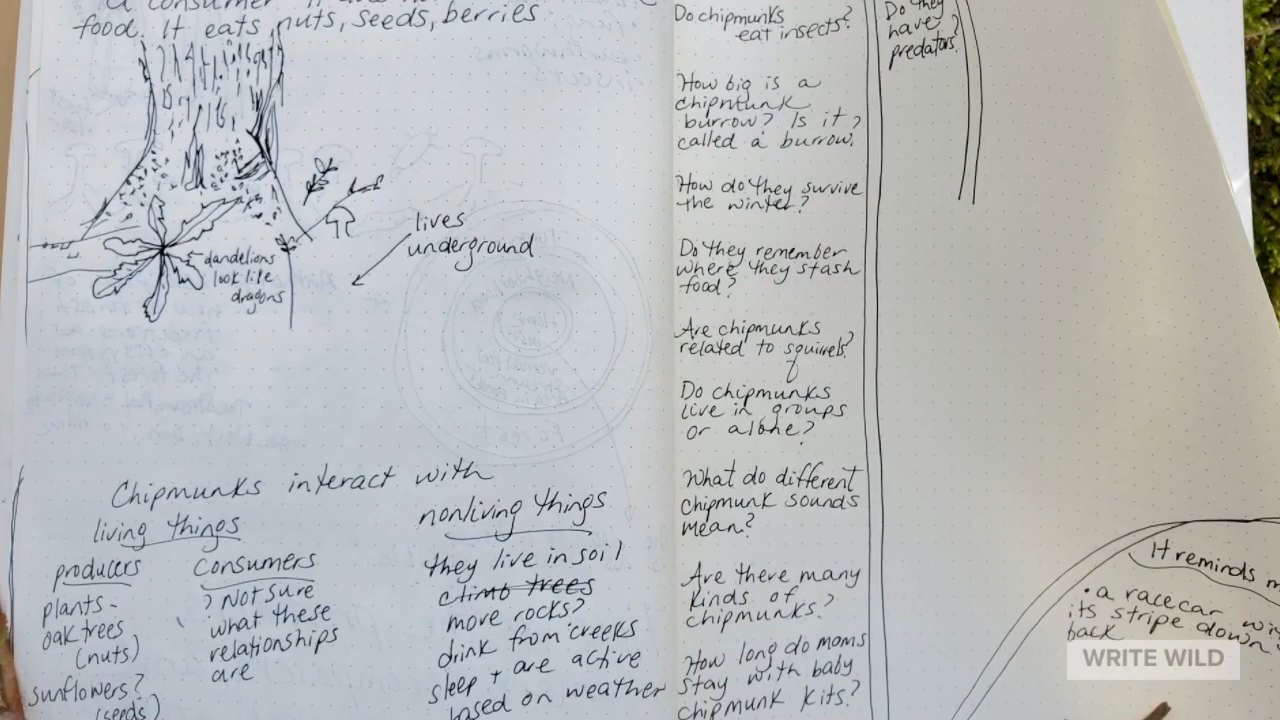 a consumer
food. It eats nuts, seeds, berries
dandelions
look like
dragons
lives
underground
Chipmunks interact with
living things
producers
plants -
oak trees
(nuts)
sunflowers?
(seeds)
consumers
? Not sure
what these
relationships
are
nonliving things
they live in soil
climb trees
move rocks?
drink from creeks
sleep + are active
based on weather
Do chipmunks
eat insects?
How big is a
chipmunk
burrow? Is it
called a burrow?
How do they survive
the winter?
Do they remember
where they stash
food?
Are chipmunks
related to squirrels?
Do chipmunks
live in groups
or alone?
What do different
chipmunk sounds
mean?
Are there many
kinds of
chipmunks?
How long do moms
stay with baby
chipmunk kits?
Do they
have
predators?
It reminds m
• a racecar wi
its stripe down
back
WRITE WILD